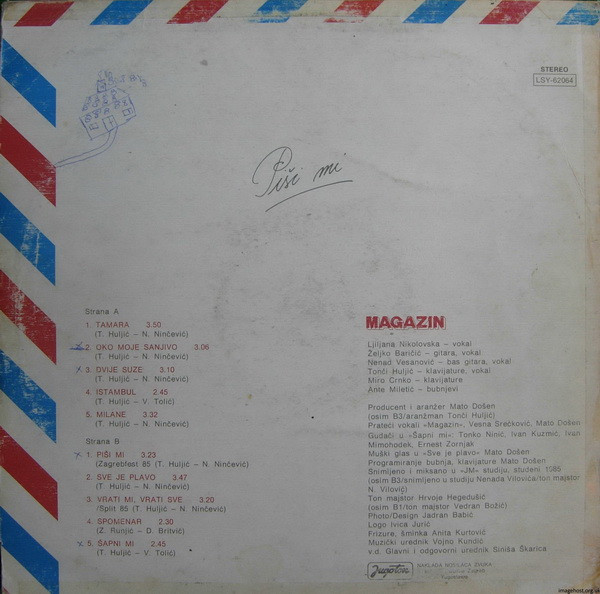 STEREO
LSY-62064
Piši mi
Strana A
1. TAMARA 3.50
(T. Huljić – N. Ninčević)
2. OKO MOJE SANJIVO 3.06
(T. Huljić – N. Ninčević)
3. DVIJE SUZE 3.10
(T. Huljić – N. Ninčević)
4. ISTAMBUL 2.45
(T. Huljić – V. Tolić)
5. MILANE 3.32
(T. Huljić – N. Ninčević)
Strana B
1. PIŠI MI 3.23
(Zagrebfest 85 (T. Huljić – N. Ninčević)
2. SVE JE PLAVO 3.47
(T. Huljić – N. Ninčević)
3. VRATI MI, VRATI SVE 3.20
/Split 85 (T. Huljić – N. Ninčević)
4. SPOMENAR 2.30
(Z. Runjić – D. Britvić)
5. ŠAPNI MI 2.45
(T. Huljić – V. Tolić)
MAGAZIN
Ljiljana Nikolovska – vokal
Željko Baričić – gitara, vokal
Nenad Vesanović – bas gitara, vokal
Tonči Huljić – klavijature, vokal
Miro Crnko – klavijature
Ante Miletić – bubnjevi
Producent i aranžer Mato Došen
(osim B3/aranžman Tonči Huljić)
Prateći vokali «Magazin», Vesna Srećković, Mato Došen
Gudači u «Šapni mi»: Tonko Ninić, Ivan Kuzmić, Ivan
Mimohodek, Ernest Zornjak
Muški glas u «Sve je plavo» Mato Došen
Programiranje bubnja, klavijature Mato Došen
Snimljeno i miksano u «JM» studiju, studeni 1985
(osim B3/snimljeno u studiju Nenada Vilovića/ton majstor
N. Vilović)
Ton majstor Hrvoje Hegedušić
(osim B1/ton majstor Vedran Božić)
Photo/Design Jadran Babić
Logo Ivica Jurić
Frizure, šminka Anita Kurtović
Muzički urednik Vojno Kundić
v.d. Glavni i odgovorni urednik Siniša Škarica
Jugoton
NAKLADA NOSILACA ZVUKA
imagehost.org.uk